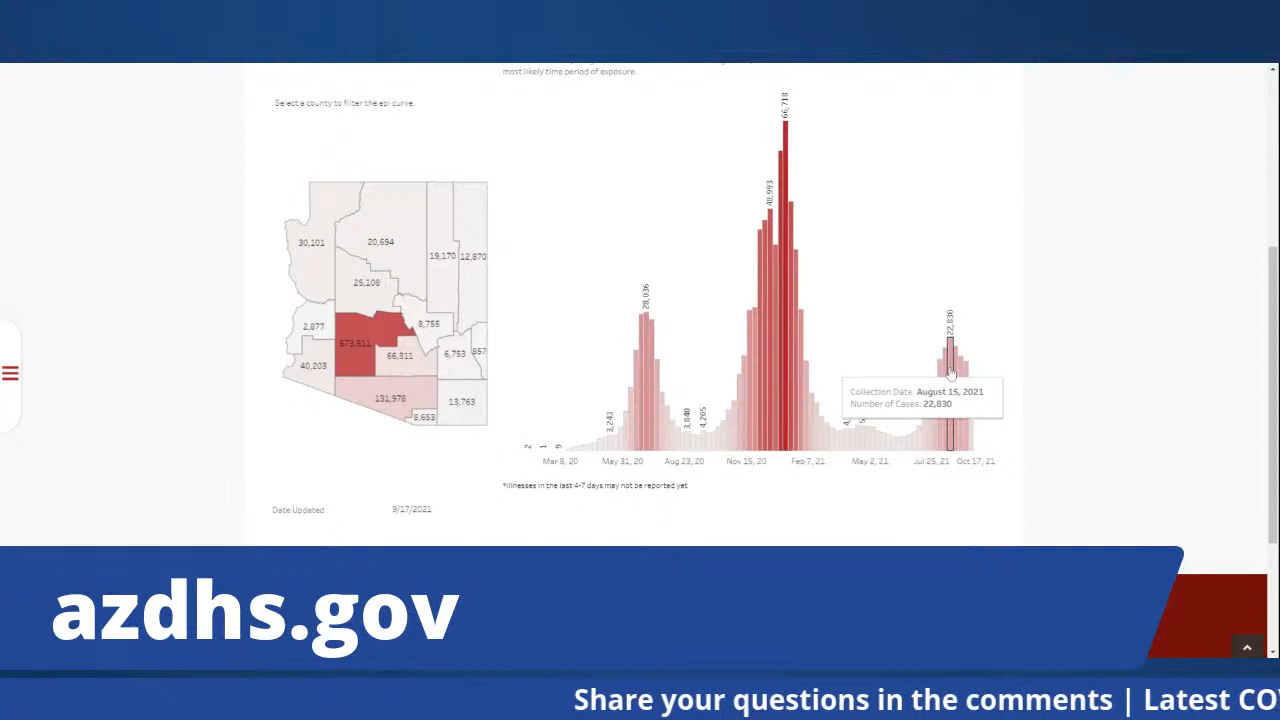 most likely time period of exposure.
Select a county to filter the epi curve.
66,718
48,993
28,036
22,830
30,101
20,694
19,170
12,870
25,108
2,877
8,755
673,611
66,311
6,753
857
40,203
131,978
13,763
8,653
2
1
9
3,243
3,840
4,205
Collection Date: August 15, 2021
Number of Cases: 22,830
Mar 8, 20 May 31, 20 Aug 23, 20 Nov 15, 20 Feb 7, 21 May 2, 21 Jul 25, 21 Oct 17, 21
*Illnesses in the last 4-7 days may not be reported yet
Date Updated: 9/17/2021
azdhs.gov
Share your questions in the comments | Latest CO